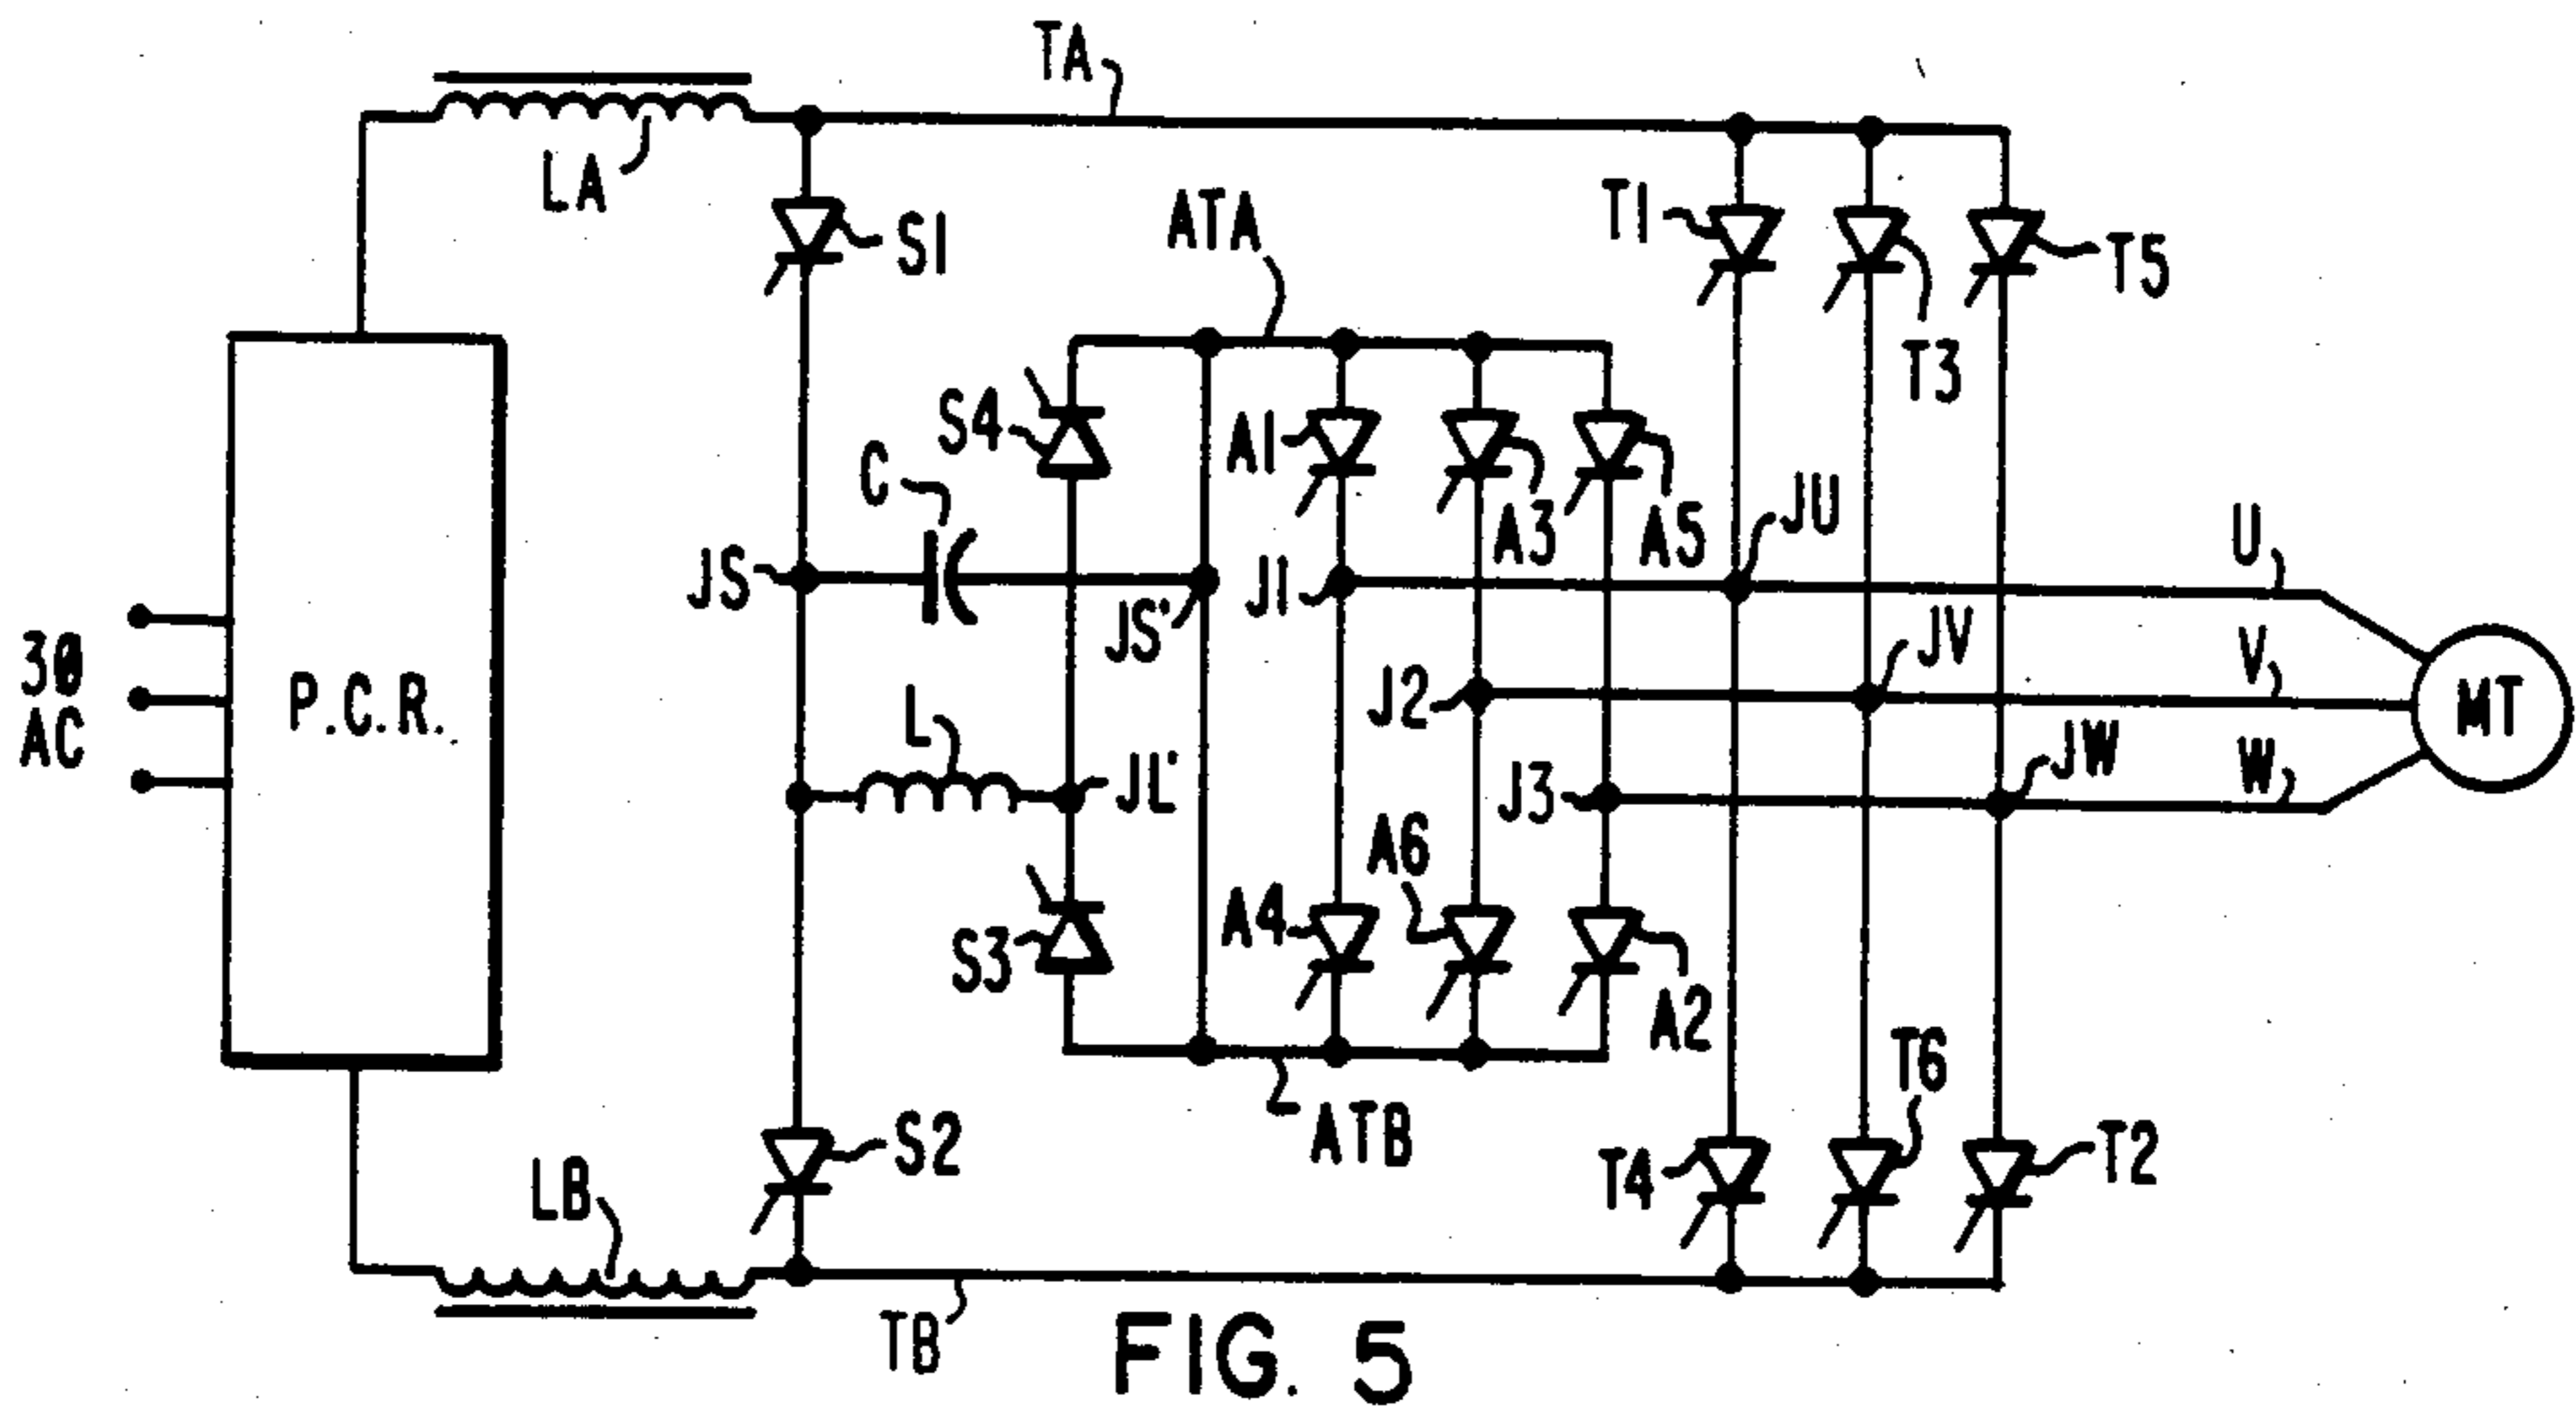 TA
LA
S1
ATA
T1
T5
T3
S4
A1
C
A3
A5
JU
U
JS
JS'
J1
3Ø
AC
P.C.R.
J2
JV
V
MT
L
JL'
J3
JW
W
A6
A4
S3
A2
T6
S2
ATB
T4
T2
LB
TB
FIG. 5